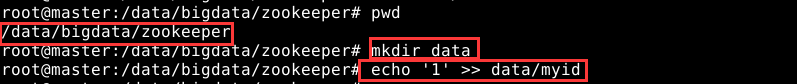 root@master:/data/bigdata/zookeeper# pwd
/data/bigdata/zookeeper
root@master:/data/bigdata/zookeeper# mkdir data
root@master:/data/bigdata/zookeeper# echo '1' >> data/myid